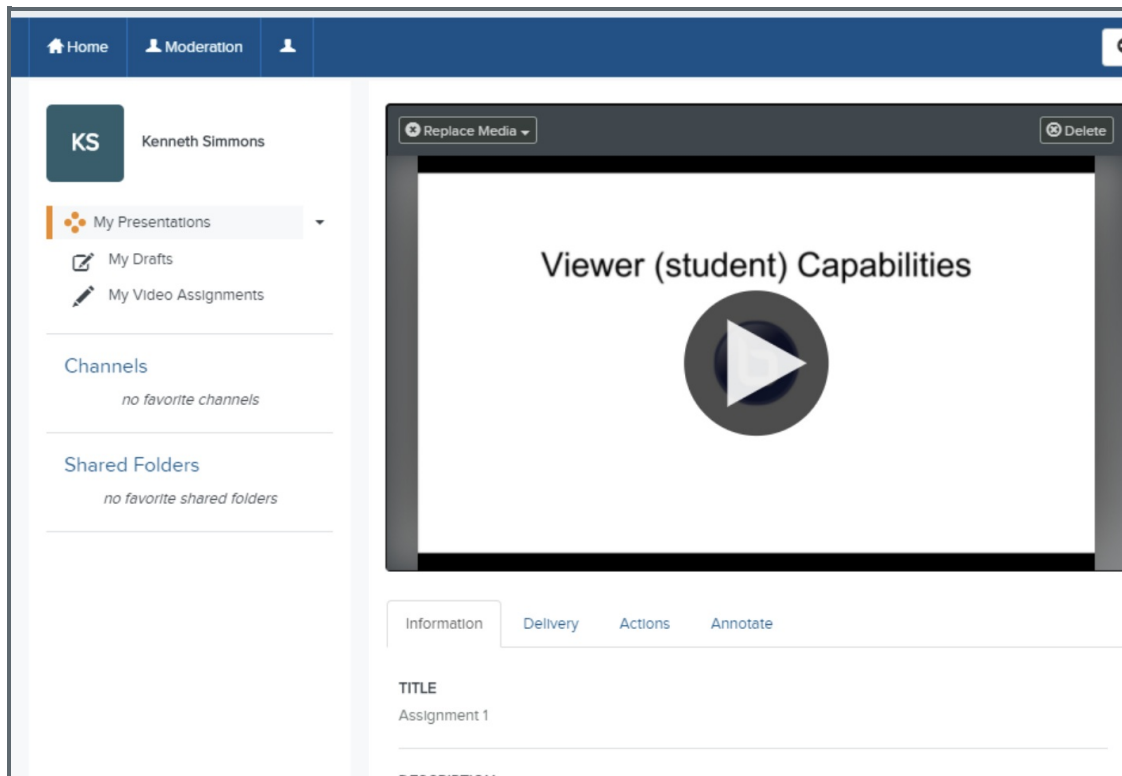 Home Moderation
KS Kenneth Simmons
My Presentations
My Drafts
My Video Assignments
Channels
no favorite channels
Shared Folders
no favorite shared folders
Replace Media Delete
Viewer (student) Capabilities
Information Delivery Actions Annotate
TITLE
Assignment 1
DESCRIPTION